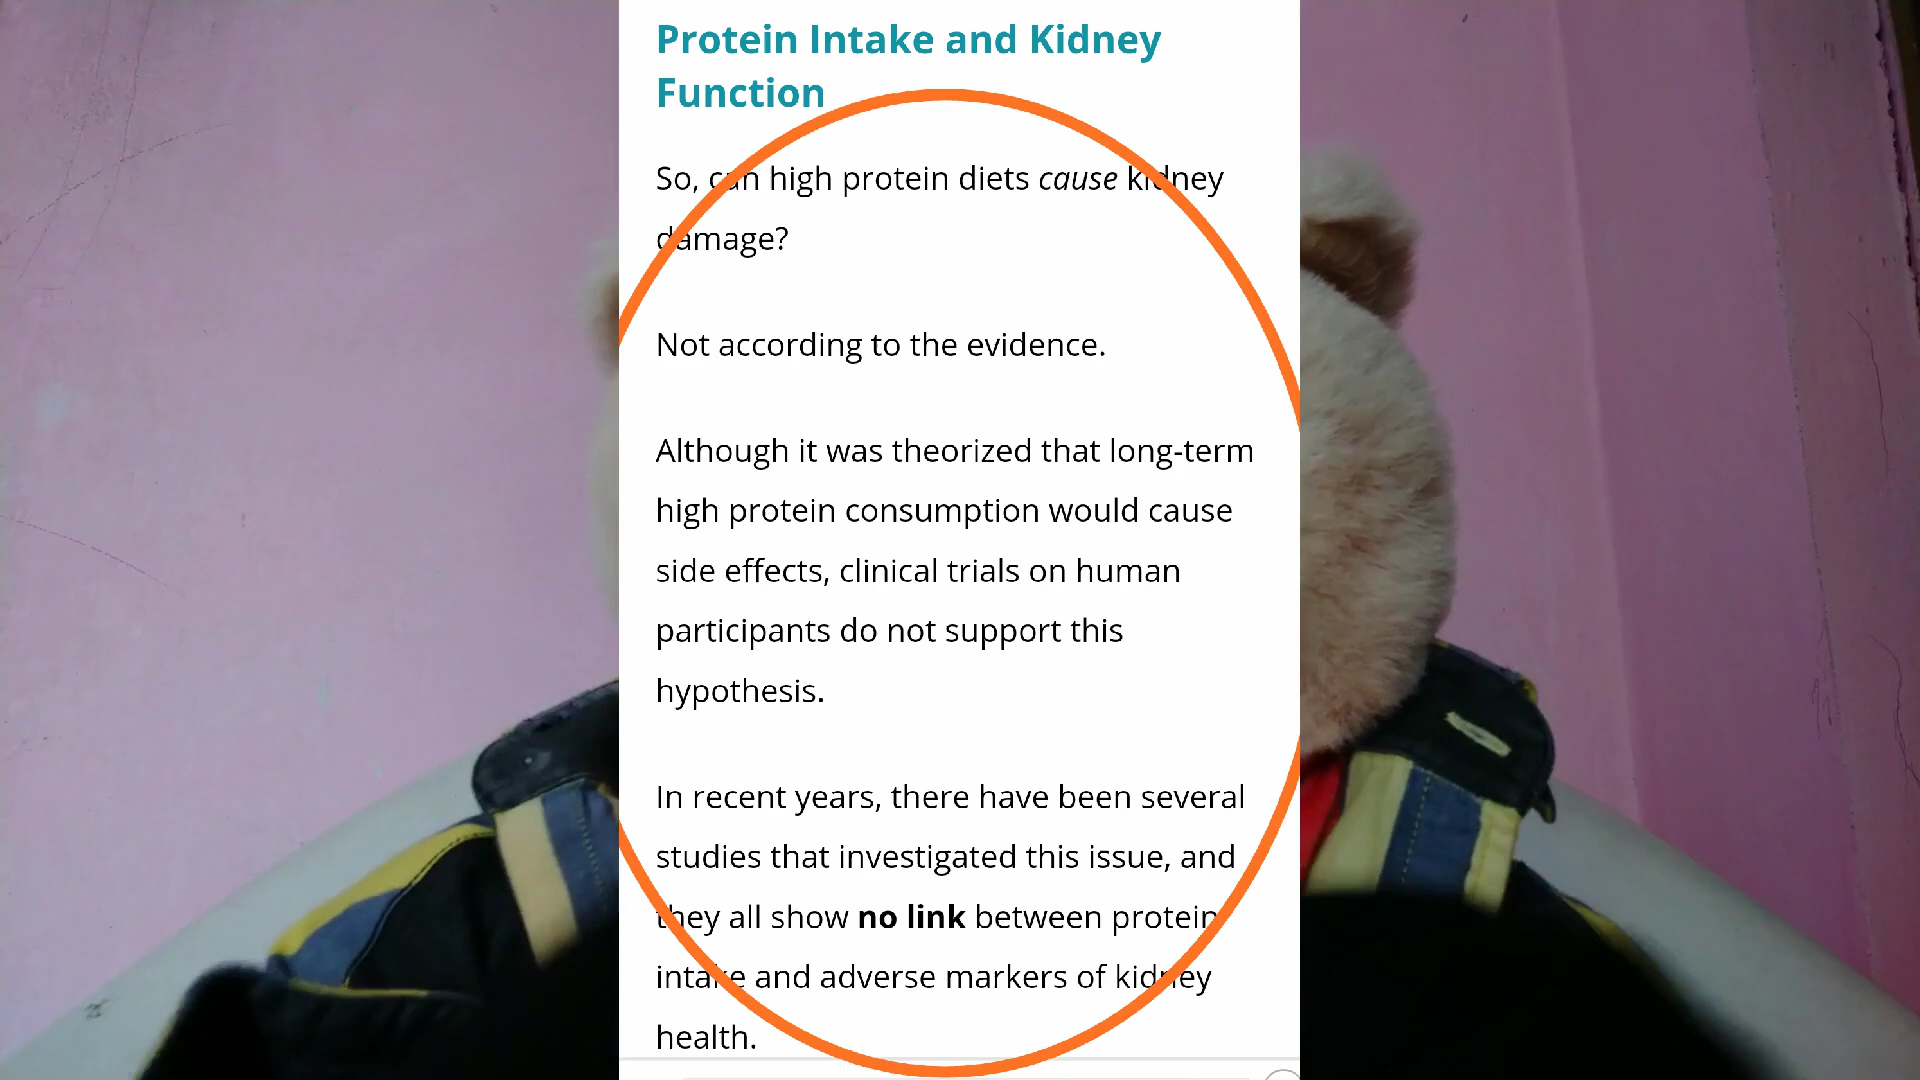 Protein Intake and Kidney
Function
So, can high protein diets cause kidney
damage?
Not according to the evidence.
Although it was theorized that long-term
high protein consumption would cause
side effects, clinical trials on human
participants do not support this
hypothesis.
In recent years, there have been several
studies that investigated this issue, and
they all show no link between protein
intake and adverse markers of kidney
health.